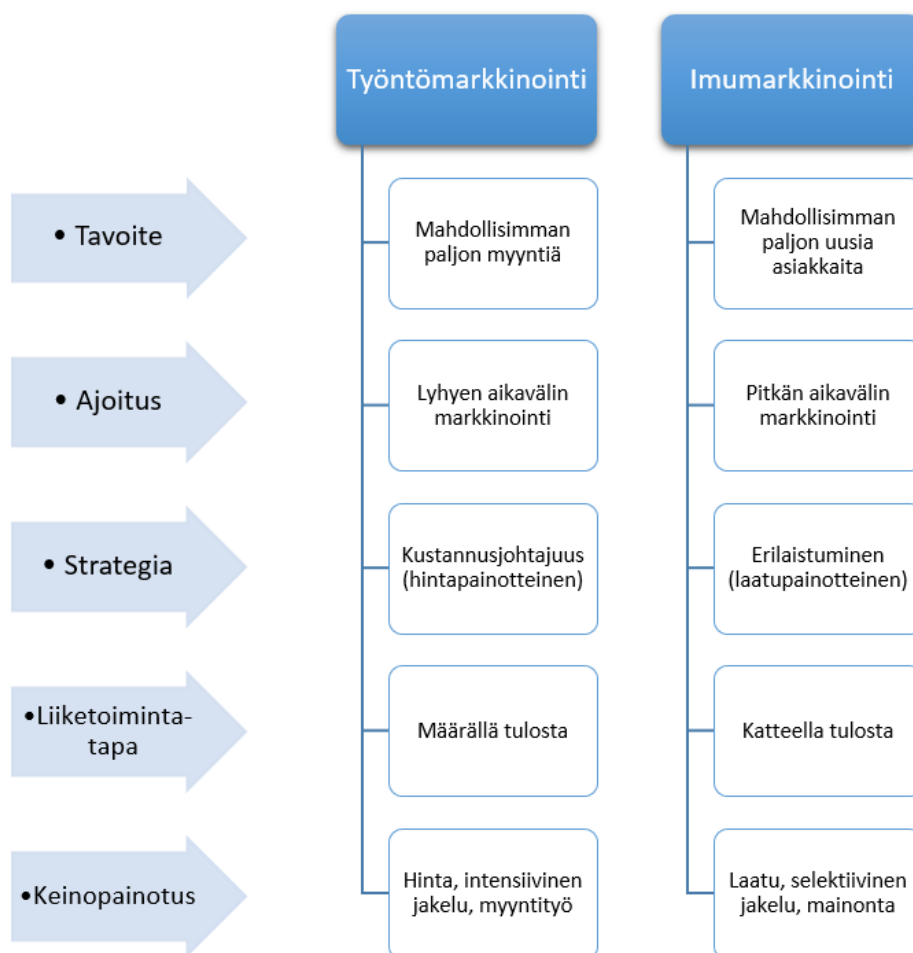 Työntömarkkinointi
Imumarkkinointi
• Tavoite
Mahdollisimman
paljon myyntiä
Mahdollisimman
paljon uusia
asiakkaita
• Ajoitus
Lyhyen aikavälin
markkinointi
Pitkän aikavälin
markkinointi
• Strategia
Kustannusjohtajuus
(hintapainotteinen)
Erilaistuminen
(laatupainotteinen)
•Liiketoiminta-
tapa
Määrällä tulosta
Katteella tulosta
•Keinopainotus
Hinta, intensiivinen
jakelu, myyntityö
Laatu, selektiivinen
jakelu, mainonta